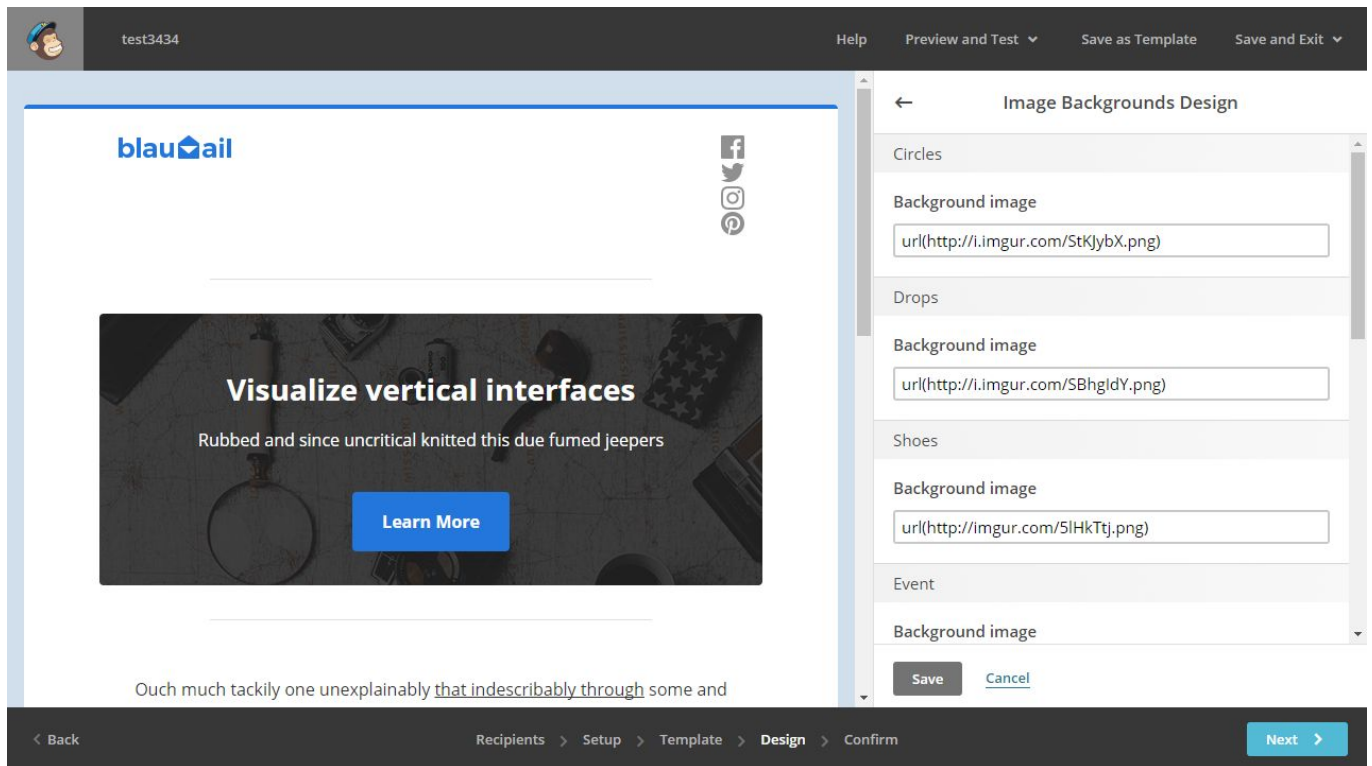 test3434
Help
Preview and Test
Save as Template
Save and Exit
blaumail
Visualize vertical interfaces
Rubbed and since uncritical knitted this due fumed jeepers
Learn More
Ouch much tackily one unexplainably that indescribably through some and
Image Backgrounds Design
Circles
Background image
url(http://i.imgur.com/StKJybX.png)
Drops
Background image
url(http://i.imgur.com/SBhgIdY.png)
Shoes
Background image
url(http://imgur.com/5lHkTtj.png)
Event
Background image
Save
Cancel
Back
Recipients > Setup > Template > Design > Confirm
Next